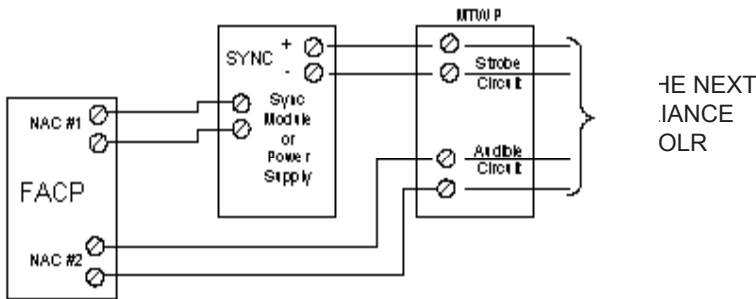 MTWP
SYNC + -
Sync Module or Power Supply
Strobe Circuit
Audible Circuit
NAC #1
FACP
NAC #2
HE NEXT
IANCE
OLR